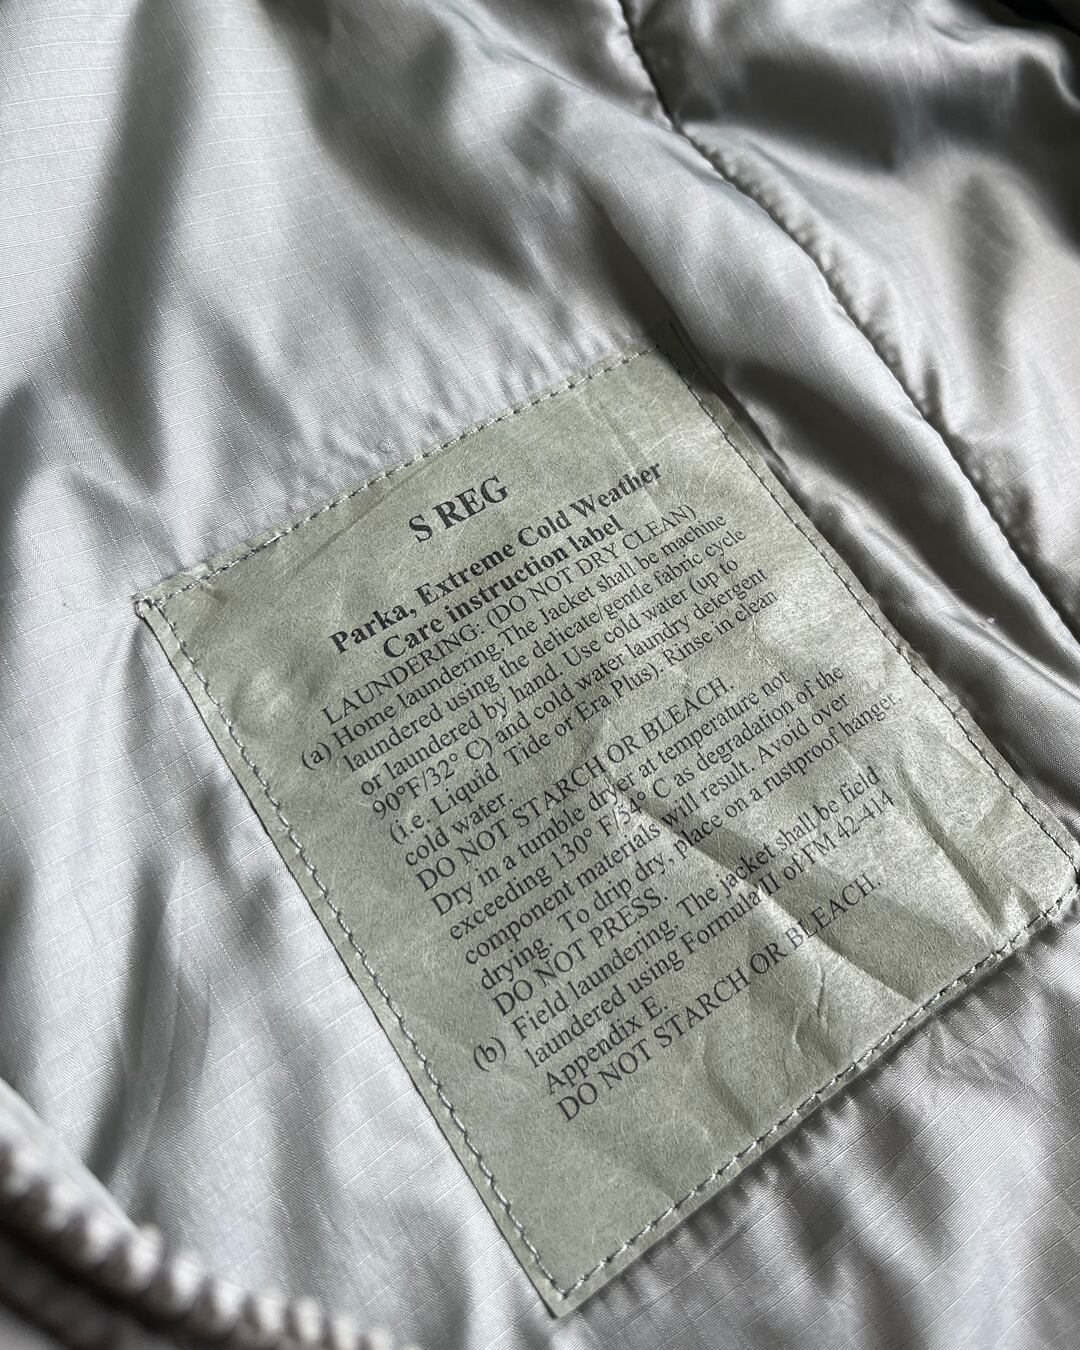 S REG
Parka, Extreme Cold Weather
Care instruction label
LAUNDERING: (DO NOT DRY CLEAN)
(a) Home laundering. The Jacket shall be machine
laundered using the delicate/gentle fabric cycle
or laundered by hand. Use cold water (up to
90°F/32° C) and cold water laundry detergent
(i.e. Liquid Tide or Era Plus). Rinse in clean
cold water.
DO NOT STARCH OR BLEACH.
Dry in a tumble dryer at temperature not
exceeding 130° F/54° C as degradation of the
component materials will result. Avoid over
drying. To drip dry, place on a rustproof hanger.
DO NOT PRESS.
(b) Field laundering. The jacket shall be field
laundered using Formula II of FM 42-414
Appendix E.
DO NOT STARCH OR BLEACH.